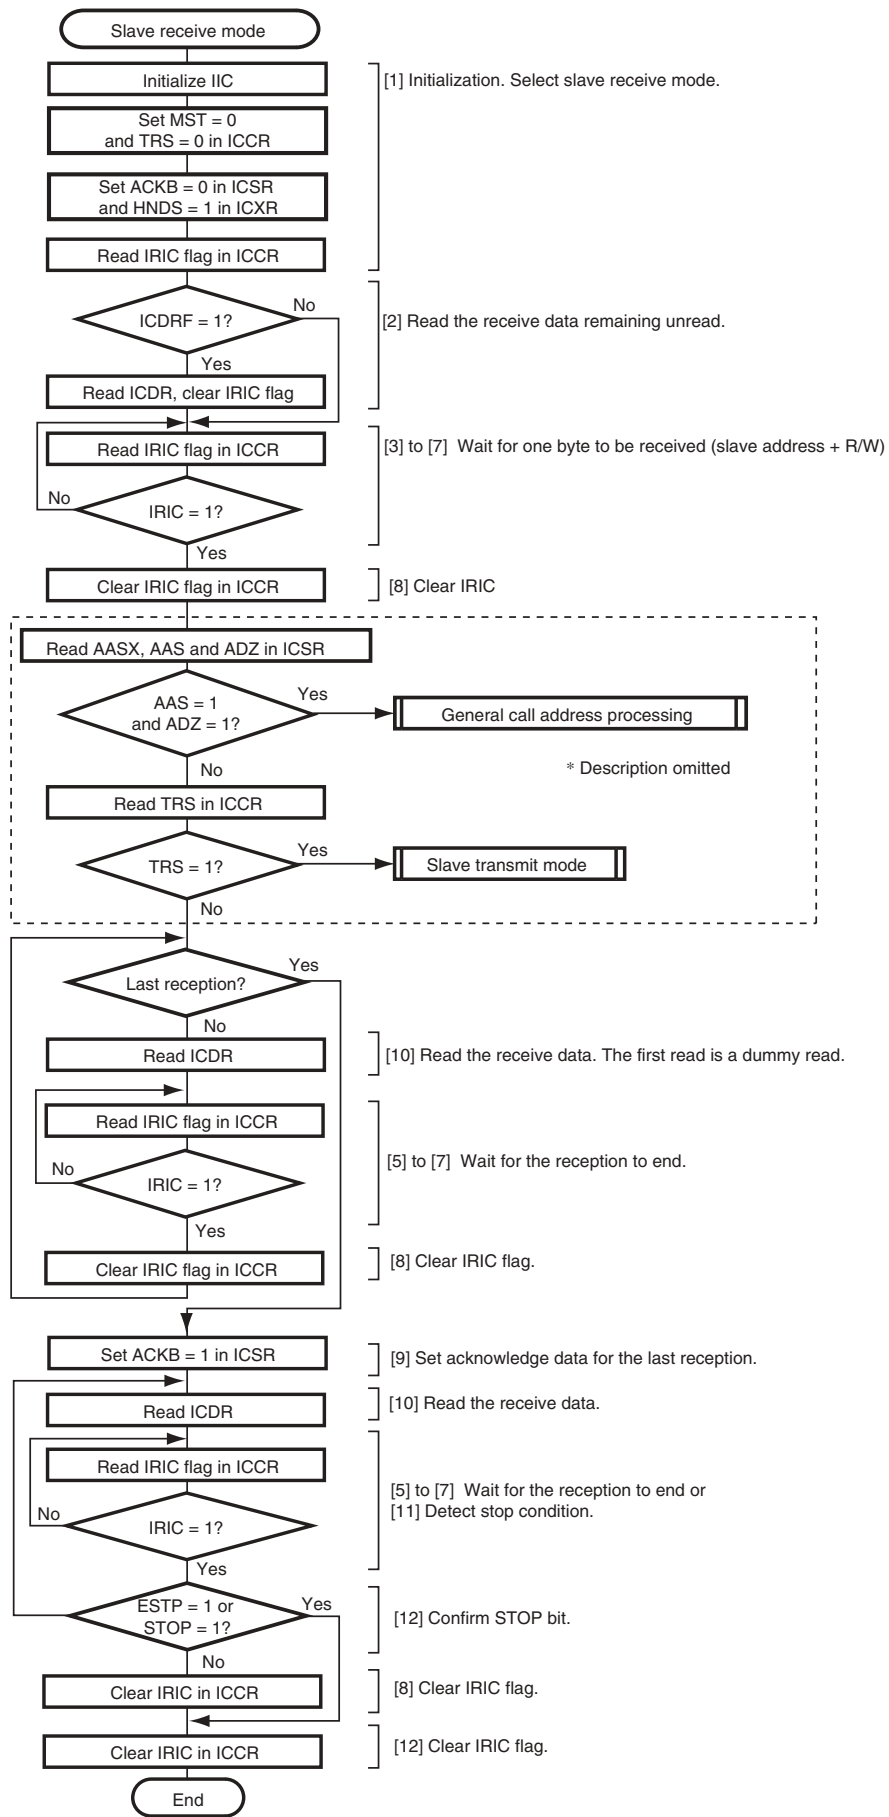 Slave receive mode
Initialize IIC
[1] Initialization. Select slave receive mode.
Set MST = 0
and TRS = 0 in ICCR
Set ACKB = 0 in ICSR
and HNDS = 1 in ICXR
Read IRIC flag in ICCR
No
ICDRF = 1?
[2] Read the receive data remaining unread.
Yes
Read ICDR, clear IRIC flag
Read IRIC flag in ICCR
[3] to [7] Wait for one byte to be received (slave address + R/W)
No
IRIC = 1?
Yes
Clear IRIC flag in ICCR
[8] Clear IRIC
Read AASX, AAS and ADZ in ICSR
AAS = 1
and ADZ = 1?
Yes
General call address processing
No
* Description omitted
Read TRS in ICCR
TRS = 1?
Yes
Slave transmit mode
No
Last reception?
Yes
No
Read ICDR
[10] Read the receive data. The first read is a dummy read.
Read IRIC flag in ICCR
[5] to [7] Wait for the reception to end.
No
IRIC = 1?
Yes
Clear IRIC flag in ICCR
[8] Clear IRIC flag.
Set ACKB = 1 in ICSR
[9] Set acknowledge data for the last reception.
Read ICDR
[10] Read the receive data.
Read IRIC flag in ICCR
[5] to [7] Wait for the reception to end or
[11] Detect stop condition.
No
IRIC = 1?
Yes
ESTP = 1 or
STOP = 1?
Yes
[12] Confirm STOP bit.
No
Clear IRIC in ICCR
[8] Clear IRIC flag.
Clear IRIC in ICCR
[12] Clear IRIC flag.
End